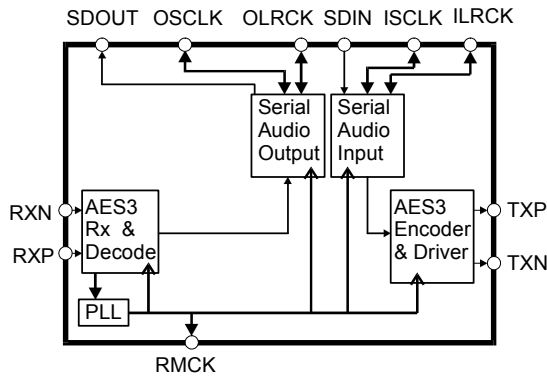 SDOUT OSCLK OLRCK SDIN ISCLK ILRCK
Serial
Audio
Output
Serial
Audio
Input
RXN
RXP
AES3
Rx &
Decode
AES3
Encoder
& Driver
TXP
TXN
PLL
RMCK